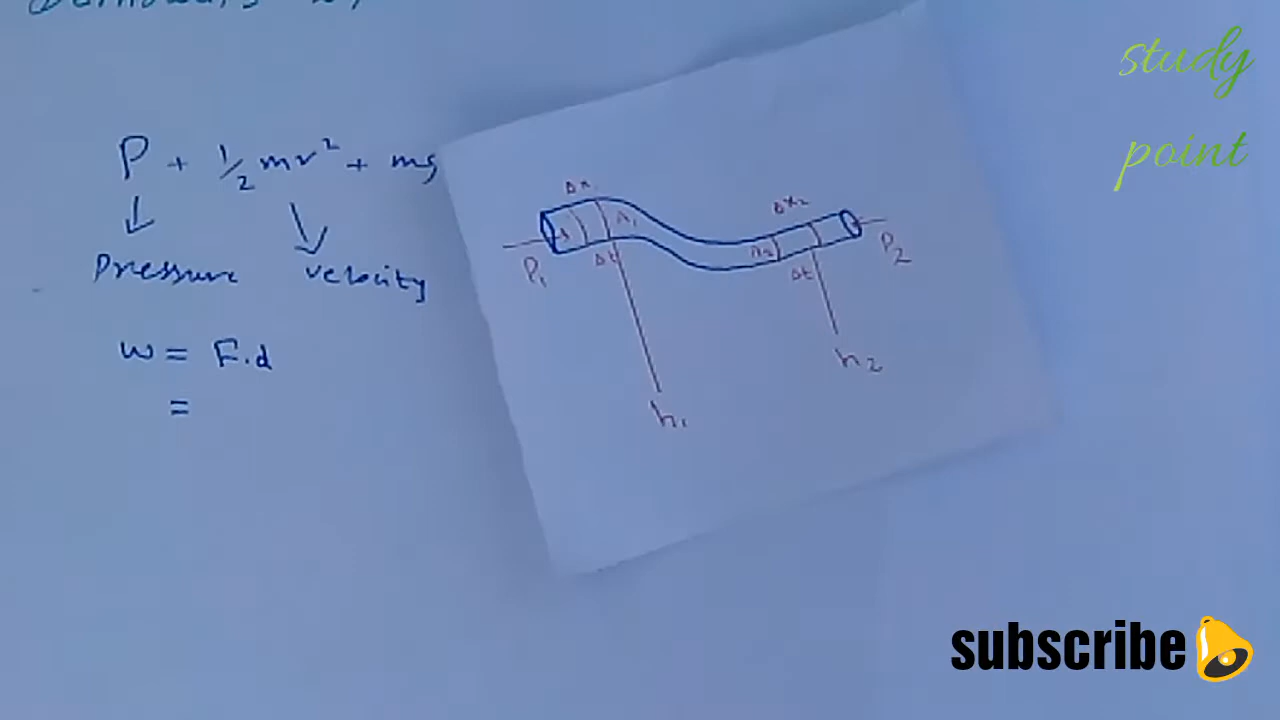 study
point
P + 1/2 mv² + mg
Pressure velocity
w = F.d
=
Δx₁
A₁
Δt
P₁
h₁
Δx₂
A₂
Δt
P₂
h₂
subscribe